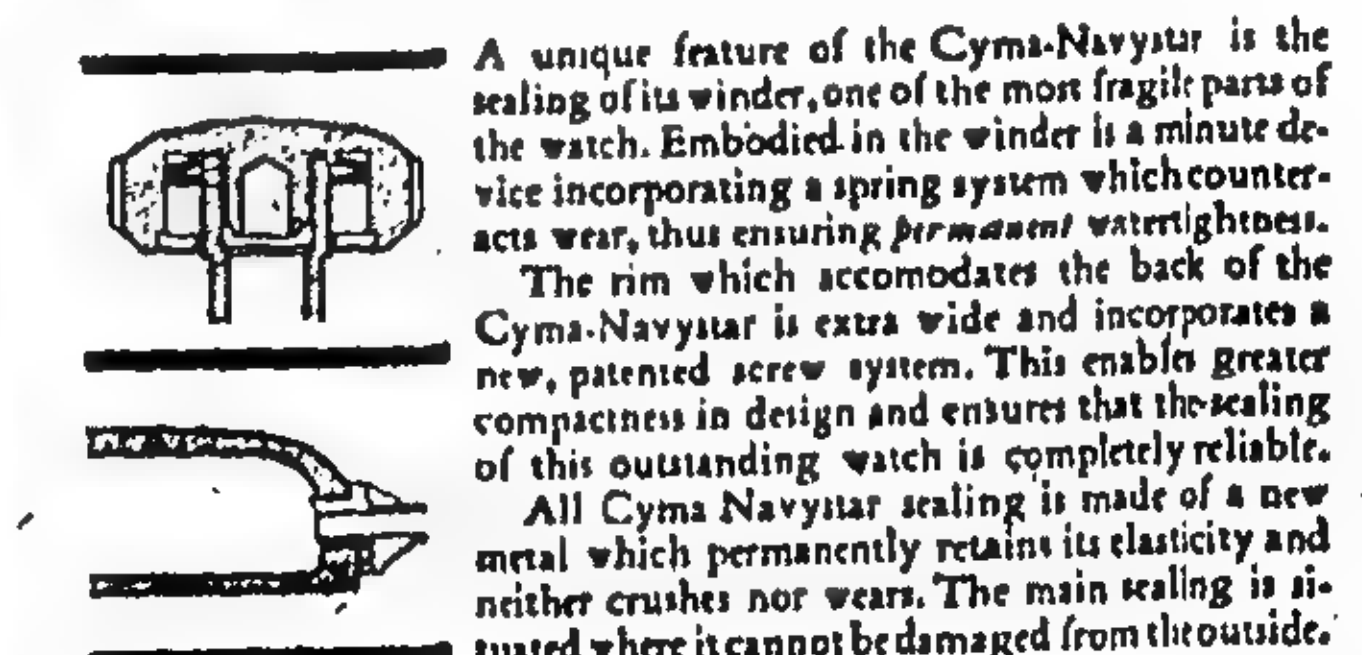 A unique feature of the Cyma-Navystar is the
sealing of its winder, one of the most fragile parts of
the watch. Embodied in the winder is a minute de-
vice incorporating a spring system which counter-
acts wear, thus ensuring permanent watertightness.
The rim which accomodates the back of the
Cyma-Navystar is extra wide and incorporates a
new, patented screw system. This enables greater
compactness in design and ensures that the sealing
of this outstanding watch is completely reliable.
All Cyma Navystar sealing is made of a new
metal which permanently retains its elasticity and
neither crushes nor wears. The main sealing is si-
tuated where it cannot be damaged from the outside.